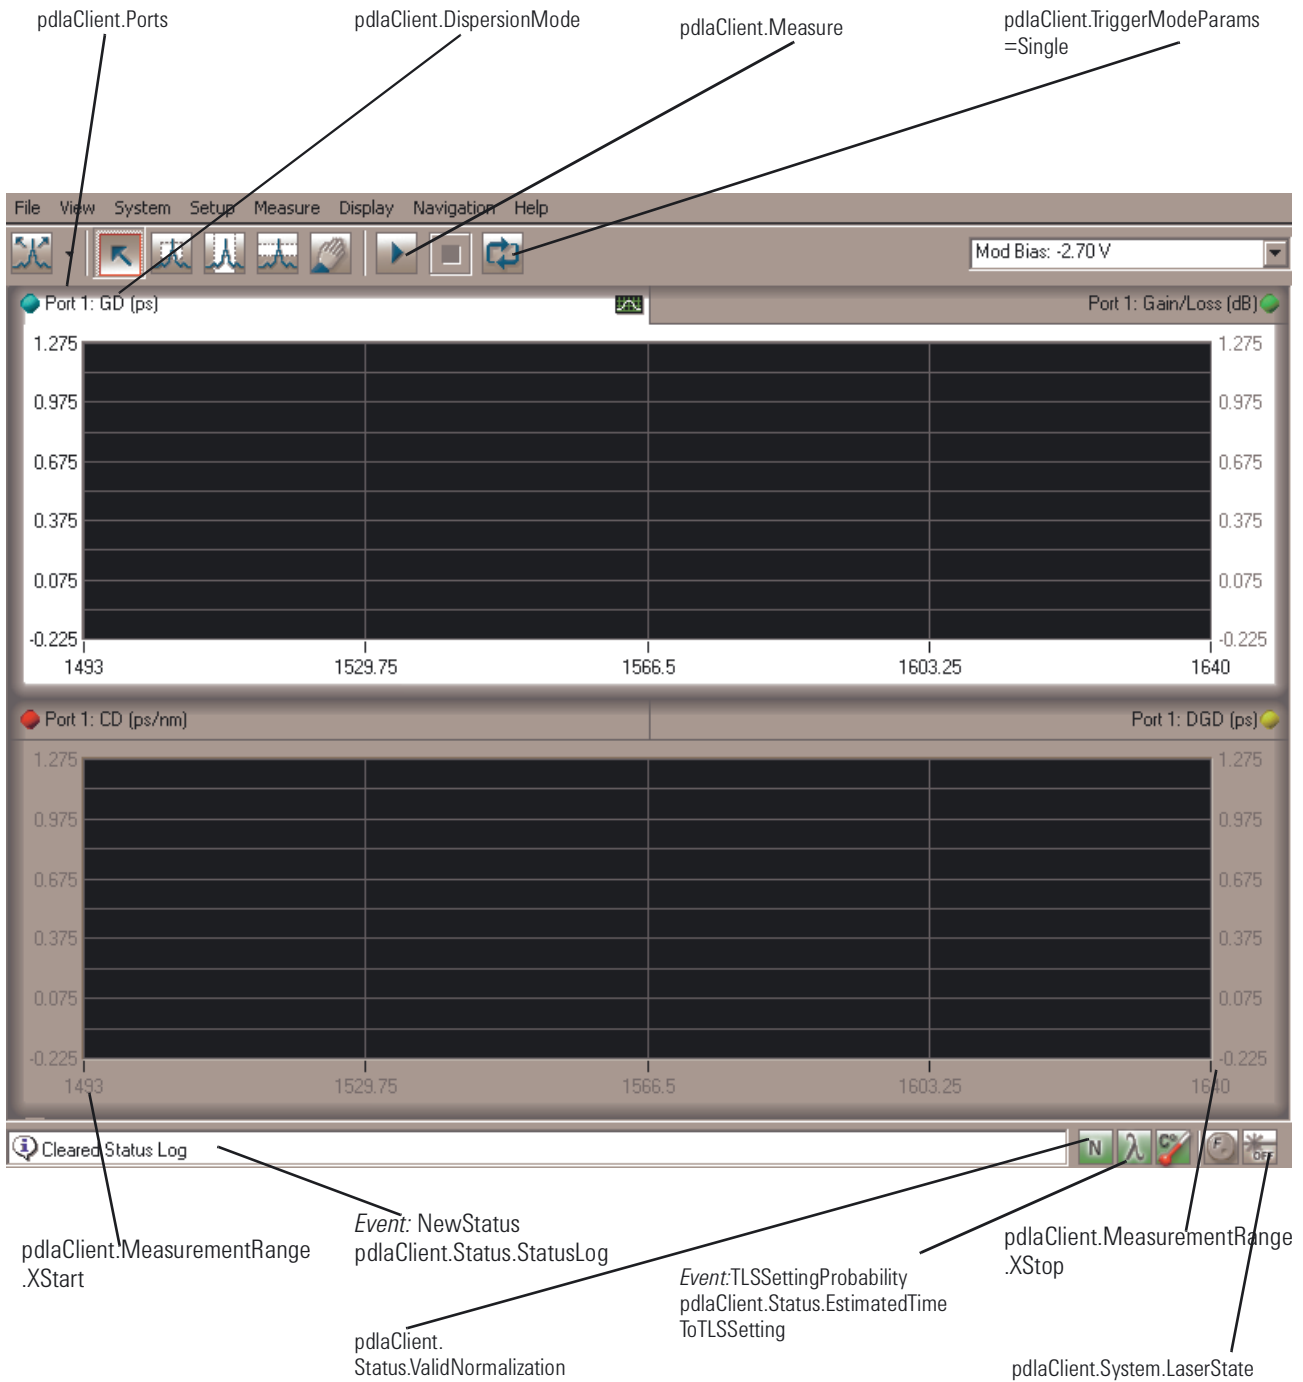 pdlaClient.Ports
pdlaClient.DispersionMode
pdlaClient.Measure
pdlaClient.TriggerModeParams
=Single
File View System Setup Measure Display Navigation Help
Mod Bias: -2.70 V
Port 1: GD (ps)
Port 1: Gain/Loss (dB)
1.275 1.275
0.975 0.975
0.675 0.675
0.375 0.375
0.075 0.075
-0.225 -0.225
1493 1529.75 1566.5 1603.25 1640
Port 1: CD (ps/nm)
Port 1: DGD (ps)
1.275 1.275
0.975 0.975
0.675 0.675
0.375 0.375
0.075 0.075
-0.225 -0.225
1493 1529.75 1566.5 1603.25 1640
Cleared Status Log
N λ C° F OFF
pdlaClient.MeasurementRange
.XStart
Event: NewStatus
pdlaClient.Status.StatusLog
pdlaClient.
Status.ValidNormalization
Event:TLSSettingProbability
pdlaClient.Status.EstimatedTime
ToTLSSetting
pdlaClient.MeasurementRange
.XStop
pdlaClient.System.LaserState